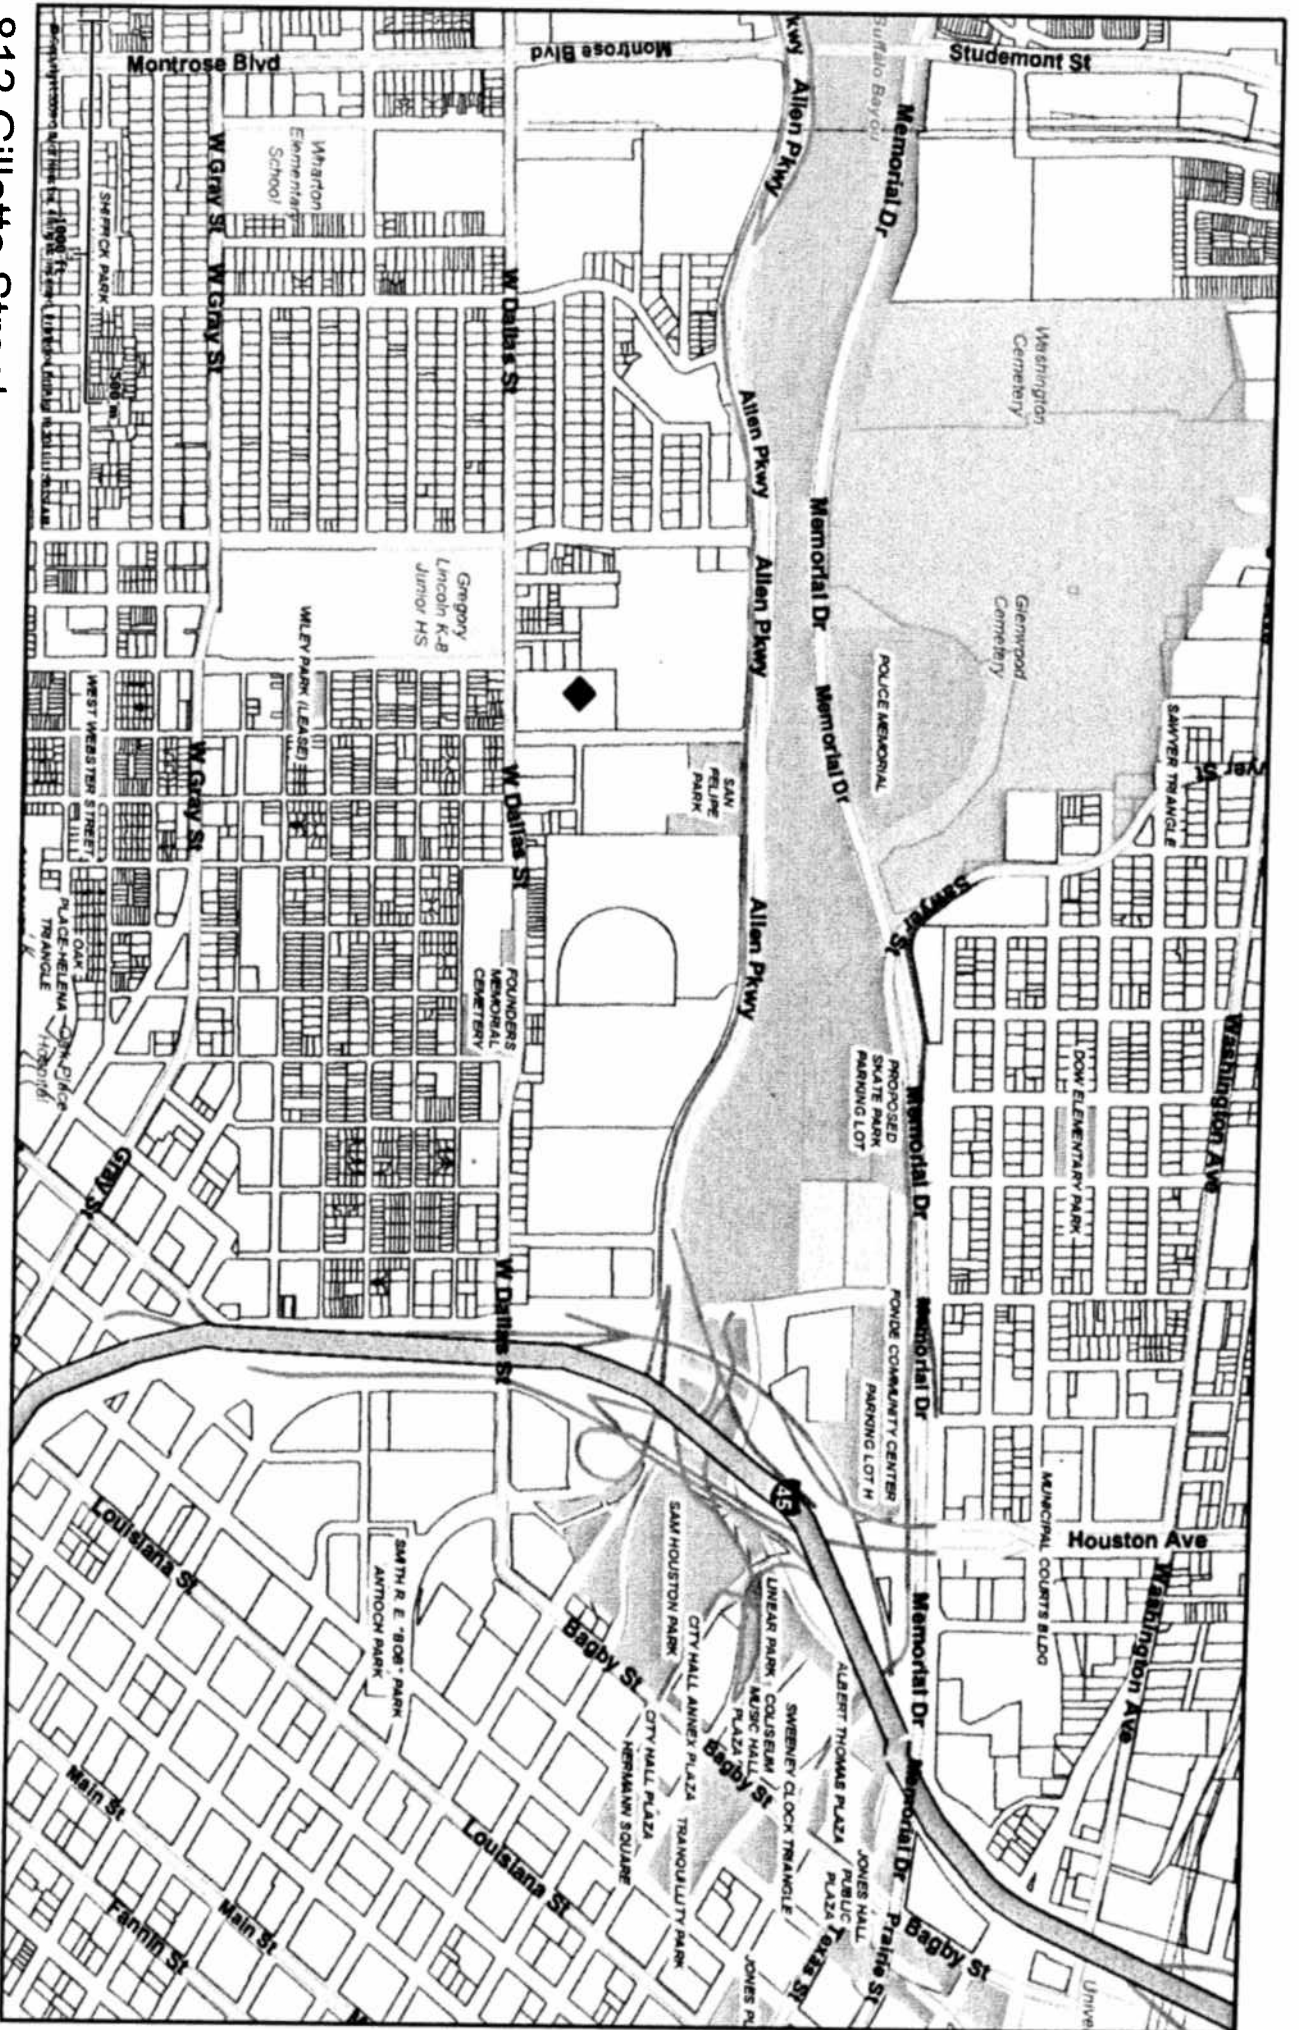 Montrose Blvd
Montrose Blvd
Pkwy
Allen Pkwy
Buffalo Bayou
Memorial Dr
Studemont St
W Gray St
Wharton
Elementary
School
SHIPPICK PARK
1000 ft
500 m
W Gray St
W Dallas St
Allen Pkwy
Washington
Cemetery
Memorial Dr
Allen Pkwy
Glenwood
Cemetery
Gregory
Lincoln K-8
Junior HS
WILEY PARK (LEASE)
WEST WEBSTER STREET
W Gray St
W Dallas St
SAN
FELIPE
PARK
POLICE MEMORIAL
Memorial Dr
SAWYER TRIANGLE
Sawyer St
Allen Pkwy
OAK
PLACE-HELENA
TRIANGLE
Hospital
FOUNDERS
MEMORIAL
CEMETERY
PROPOSED
SKATE PARK
PARKING LOT
Memorial Dr
DOW ELEMENTARY PARK
Washington Ave
Gray St
W Dallas St
FONDE COMMUNITY CENTER
PARKING LOT H
Memorial Dr
45
MUNICIPAL COURTS BLDG
Houston Ave
Washington Ave
Louisiana St
SMITH R. E. "BOB" PARK
ANTIOCH PARK
SAM HOUSTON PARK
Bagby St
LINEAR PARK
COLISEUM
MUSIC HALL
PLAZA
CITY HALL ANNEX PLAZA
CITY HALL PLAZA
HERMANN SQUARE
TRANQUILLITY PARK
Bagby St
SWEENEY CLOCK TRIANGLE
ALBERT THOMAS PLAZA
Memorial Dr
Memorial Dr
JONES HALL
PUBLIC
PLAZA
Louisiana St
Main St
Main St
Fannin St
Texas St
Prairie St
Bagby St
JONES PL
Unive